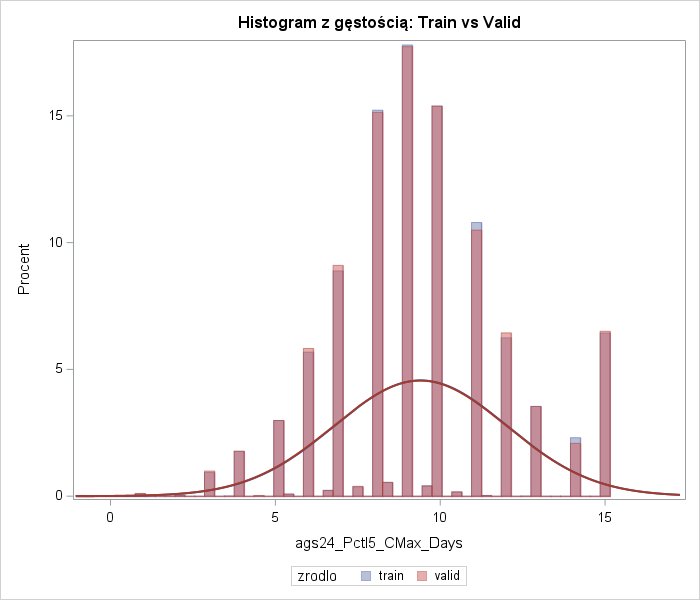 Histogram z gęstością: Train vs Valid
Procent
15
10
5
0
0 5 10 15
ags24_Pctl5_CMax_Days
zrodlo train valid